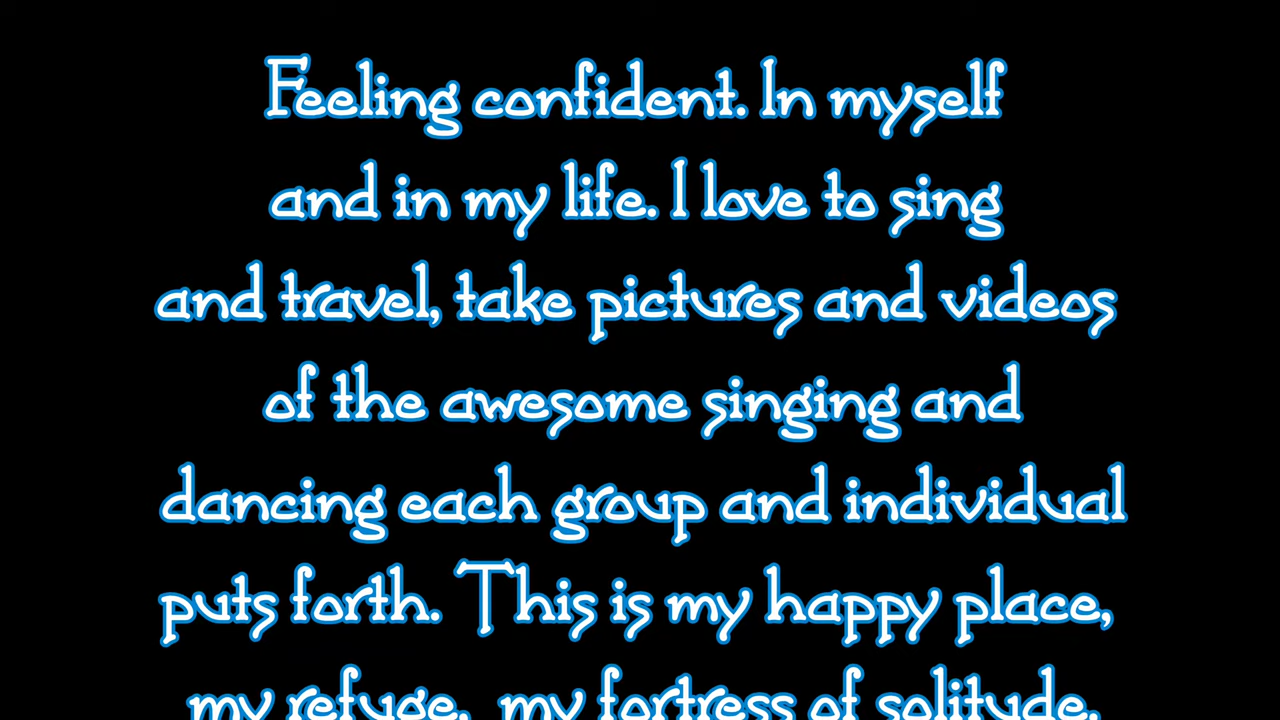 Feeling confident. In myself
and in my life. I love to sing
and travel, take pictures and videos
of the awesome singing and
dancing each group and individual
puts forth. This is my happy place,
my refuge, my fortress of solitude.